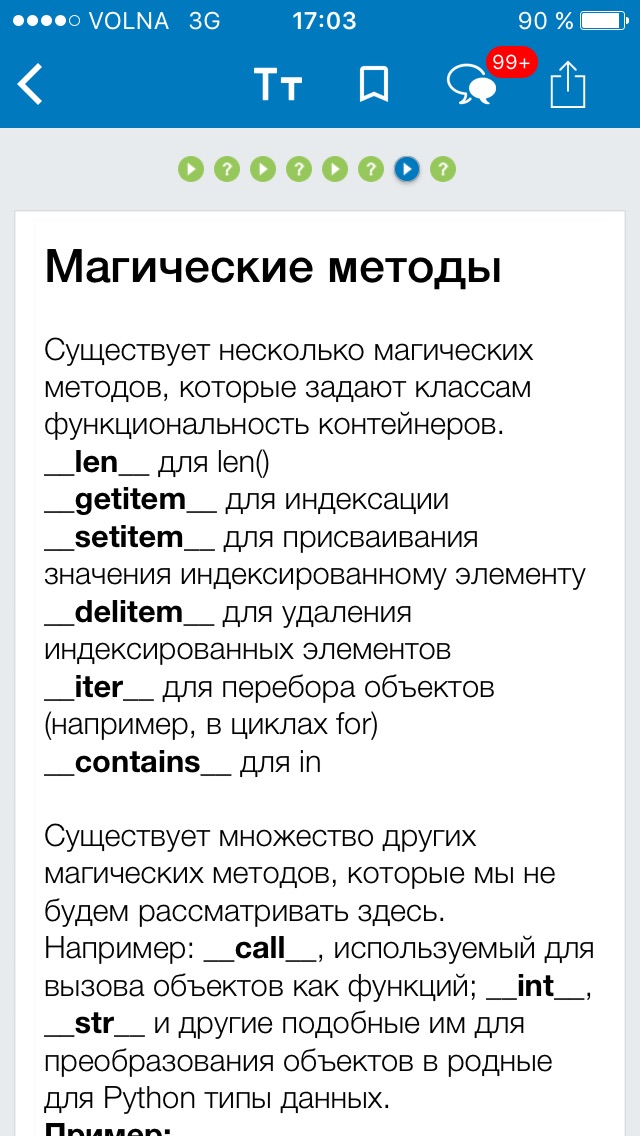 VOLNA 3G 17:03 90 %
Тт 99+
Магические методы
Существует несколько магических
методов, которые задают классам
функциональность контейнеров.
__len__ для len()
__getitem__ для индексации
__setitem__ для присваивания
значения индексированному элементу
__delitem__ для удаления
индексированных элементов
__iter__ для перебора объектов
(например, в циклах for)
__contains__ для in
Существует множество других
магических методов, которые мы не
будем рассматривать здесь.
Например: __call__, используемый для
вызова объектов как функций; __int__,
__str__ и другие подобные им для
преобразования объектов в родные
для Python типы данных.
Пример: